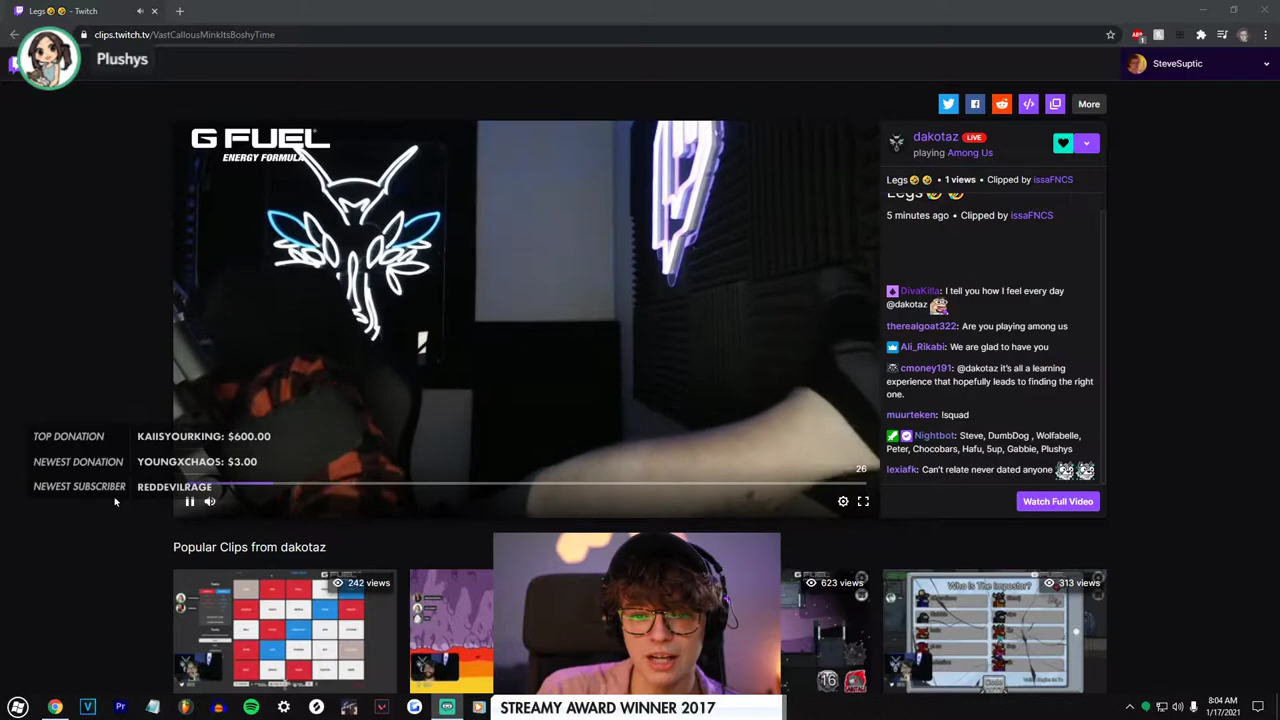 Legs🤣🤣 - Twitch
clips.twitch.tv/VastCallousMinkItsBoshyTime
Plushys
SteveSuptic
More
G FUEL
ENERGY FORMULA
dakotaz LIVE
playing Among Us
Legs🤣🤣 • 1 views • Clipped by issaFNCS
Legs🤣🤣
5 minutes ago • Clipped by issaFNCS
DivaKilla: I tell you how I feel every day
@dakotaz
therealgoat322: Are you playing among us
Ali_Rikabi: We are glad to have you
cmoney191: @dakotaz it's all a learning
experience that hopefully leads to finding the right
one.
muurteken: lsquad
Nightbot: Steve, DumbDog , Wolfabelle,
Peter, Chocobars, Hafu, 5up, Gabbie, Plushys
lexiafk: Can't relate never dated anyone
TOP DONATION KAIISYOURKING: $600.00
NEWEST DONATION YOUNGXCHAOS: $3.00
NEWEST SUBSCRIBER REDDEVILRAGE
26
Watch Full Video
Popular Clips from dakotaz
242 views
623 views
313 views
Who Is The Impostor?
16
Code
STREAMY AWARD WINNER 2017
8:04 AM
1/17/2021